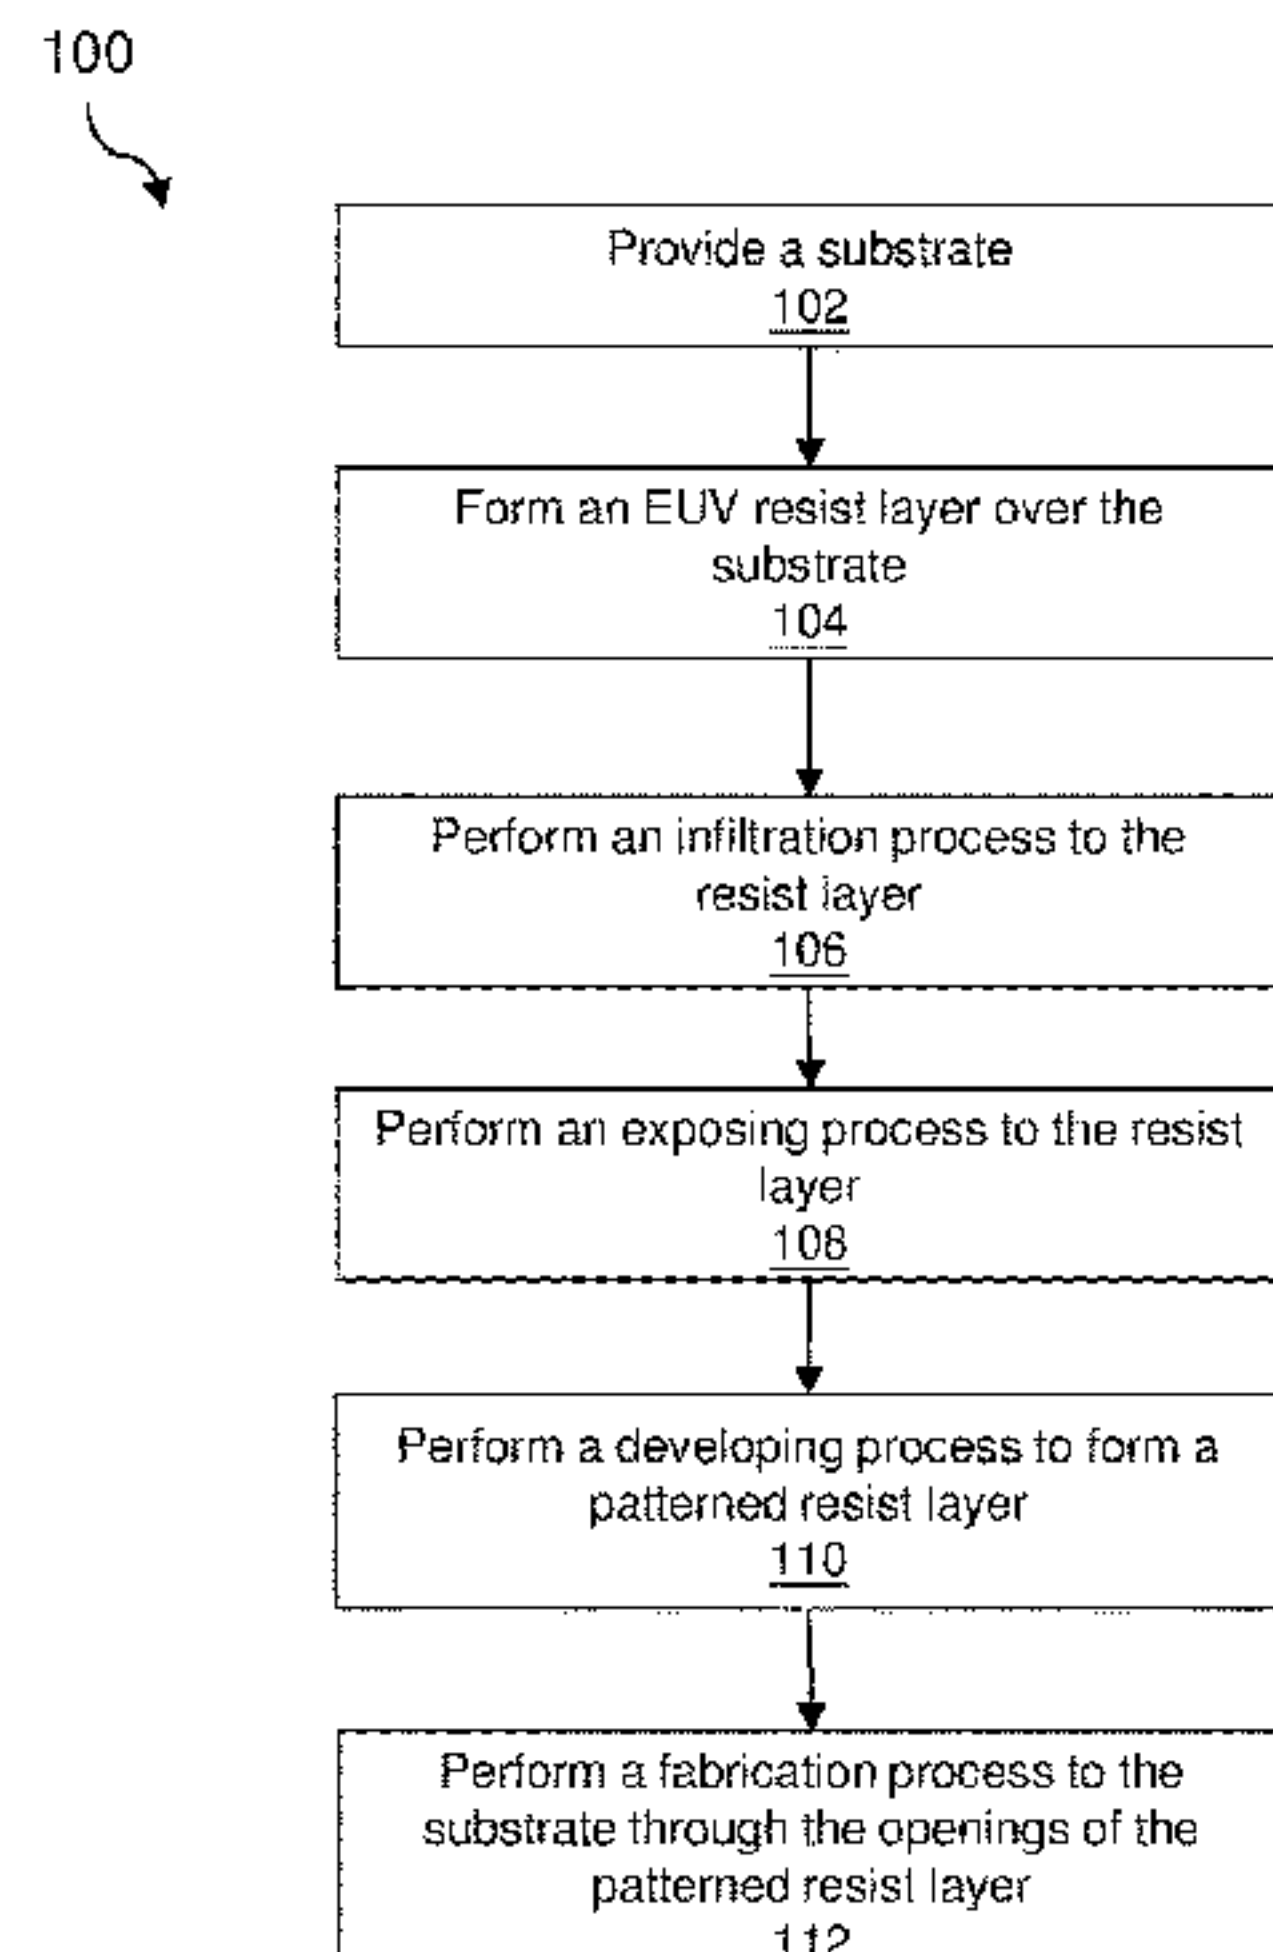 100
Provide a substrate
102
Form an EUV resist layer over the
substrate
104
Perform an infiltration process to the
resist layer
106
Perform an exposing process to the resist
layer
108
Perform a developing process to form a
patterned resist layer
110
Perform a fabrication process to the
substrate through the openings of the
patterned resist layer
112